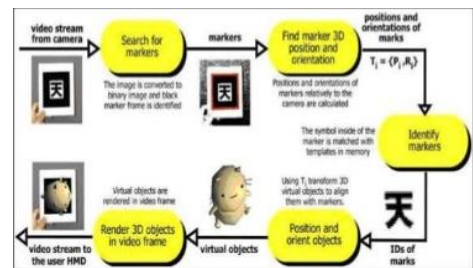 video stream
from camera
Search for
markers
The image is converted to
binary image and black
marker frame is identified
markers
Find marker 3D
position and
orientation
Positions and orientations of
markers relatively to the
camera are calculated
positions and
orientations of
marks
Tᵢ = {Pᵢ ,Rᵢ}
Identify
markers
The symbol inside of the
marker is matched with
templates in memory
天
IDs of
marks
Position and
orient objects
Using Tᵢ transform 3D
virtual objects to align
them with markers.
virtual objects
Render 3D objects
in video frame
Virtual objects are
rendered in video frame
video stream to
the user HMD